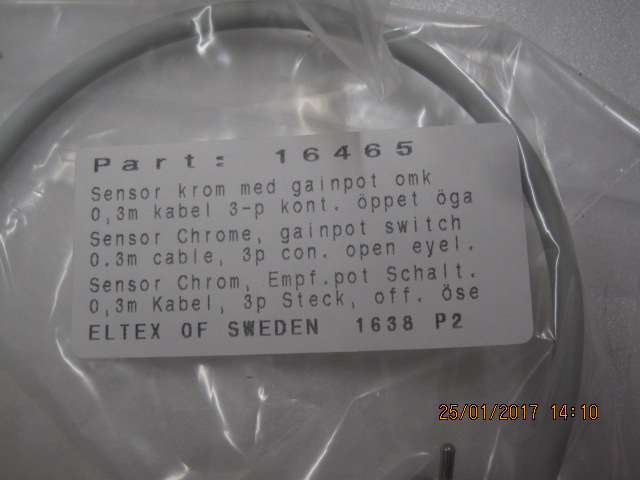 Part: 16465
Sensor krom med gainpot omk
0,3m kabel 3-p kont. öppet öga
Sensor Chrome, gainpot switch
0.3m cable, 3p con. open eyel.
Sensor Chrom, Empf.pot Schalt.
0,3m Kabel, 3p Steck, off. Öse
ELTEX OF SWEDEN 1638 P2
25/01/2017 14:10